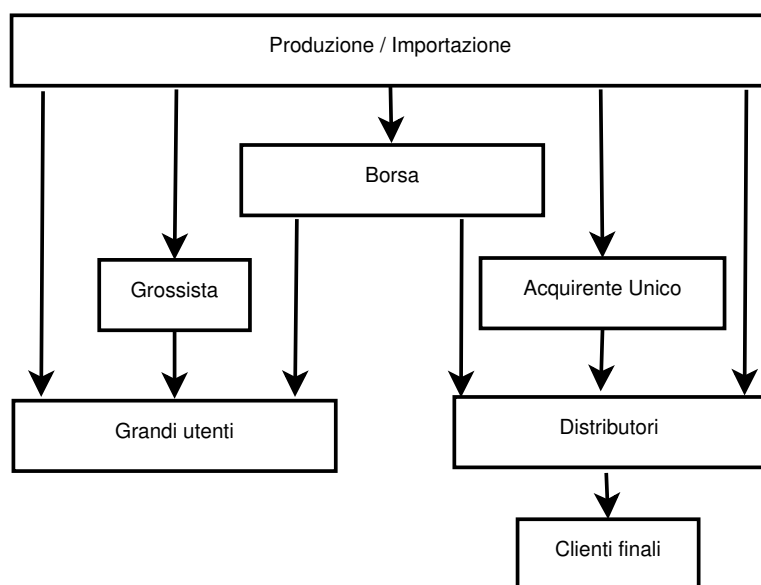 Produzione / Importazione
Borsa
Grossista
Acquirente Unico
Grandi utenti
Distributori
Clienti finali